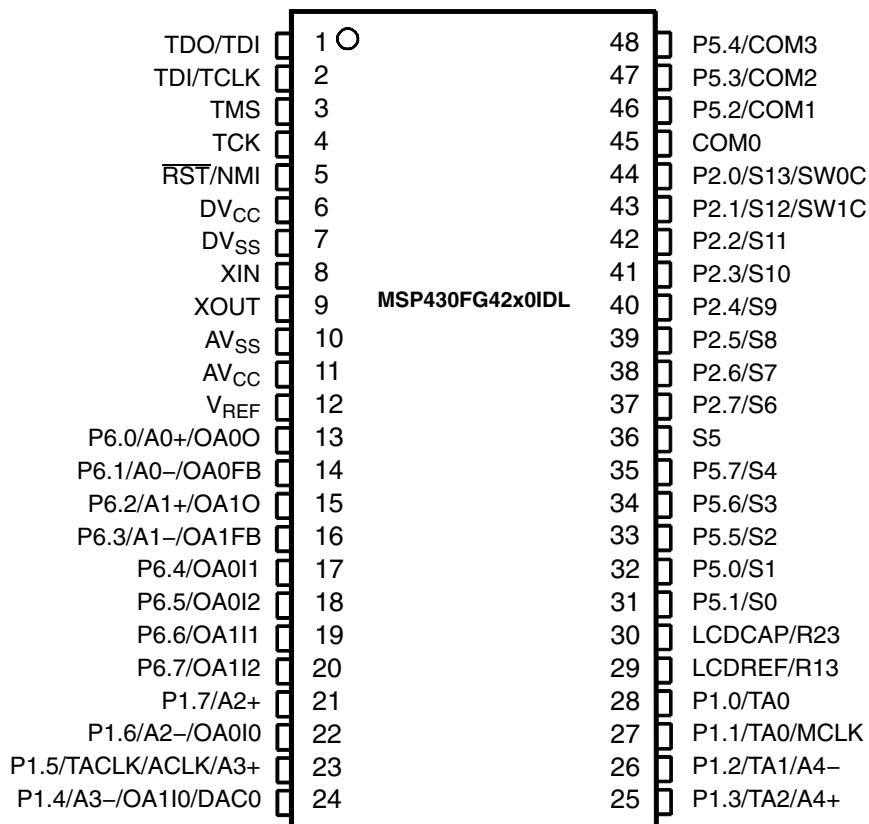 TDO/TDI 1 48 P5.4/COM3
TDI/TCLK 2 47 P5.3/COM2
TMS 3 46 P5.2/COM1
TCK 4 45 COM0
R̅S̅T̅/NMI 5 44 P2.0/S13/SW0C
DVCC 6 43 P2.1/S12/SW1C
DVSS 7 42 P2.2/S11
XIN 8 41 P2.3/S10
XOUT 9 MSP430FG42x0IDL 40 P2.4/S9
AVSS 10 39 P2.5/S8
AVCC 11 38 P2.6/S7
VREF 12 37 P2.7/S6
P6.0/A0+/OA0O 13 36 S5
P6.1/A0−/OA0FB 14 35 P5.7/S4
P6.2/A1+/OA1O 15 34 P5.6/S3
P6.3/A1−/OA1FB 16 33 P5.5/S2
P6.4/OA0I1 17 32 P5.0/S1
P6.5/OA0I2 18 31 P5.1/S0
P6.6/OA1I1 19 30 LCDCAP/R23
P6.7/OA1I2 20 29 LCDREF/R13
P1.7/A2+ 21 28 P1.0/TA0
P1.6/A2−/OA0I0 22 27 P1.1/TA0/MCLK
P1.5/TACLK/ACLK/A3+ 23 26 P1.2/TA1/A4−
P1.4/A3−/OA1I0/DAC0 24 25 P1.3/TA2/A4+